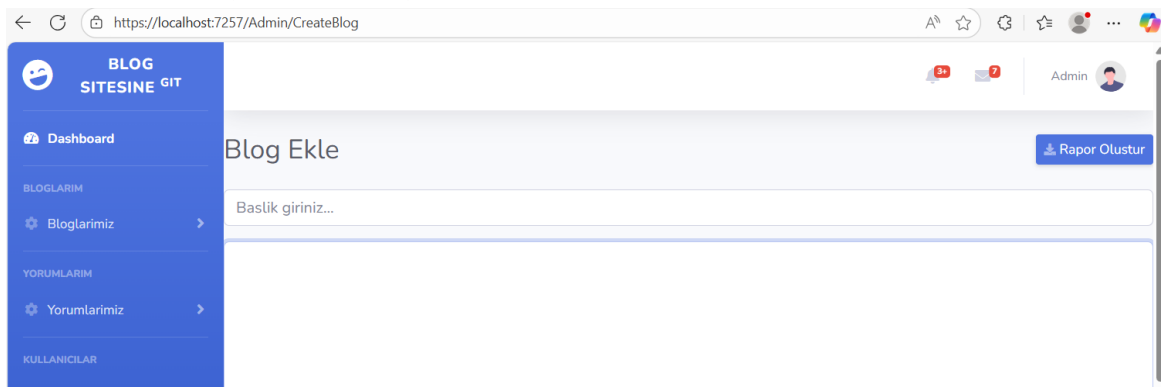 https://localhost:7257/Admin/CreateBlog
BLOG
SITESINE GIT
3+
7
Admin
Dashboard
Blog Ekle
Rapor Olustur
BLOGLARIM
Baslik giriniz...
Bloglarimiz
YORUMLARIM
Yorumlarimiz
KULLANICILAR